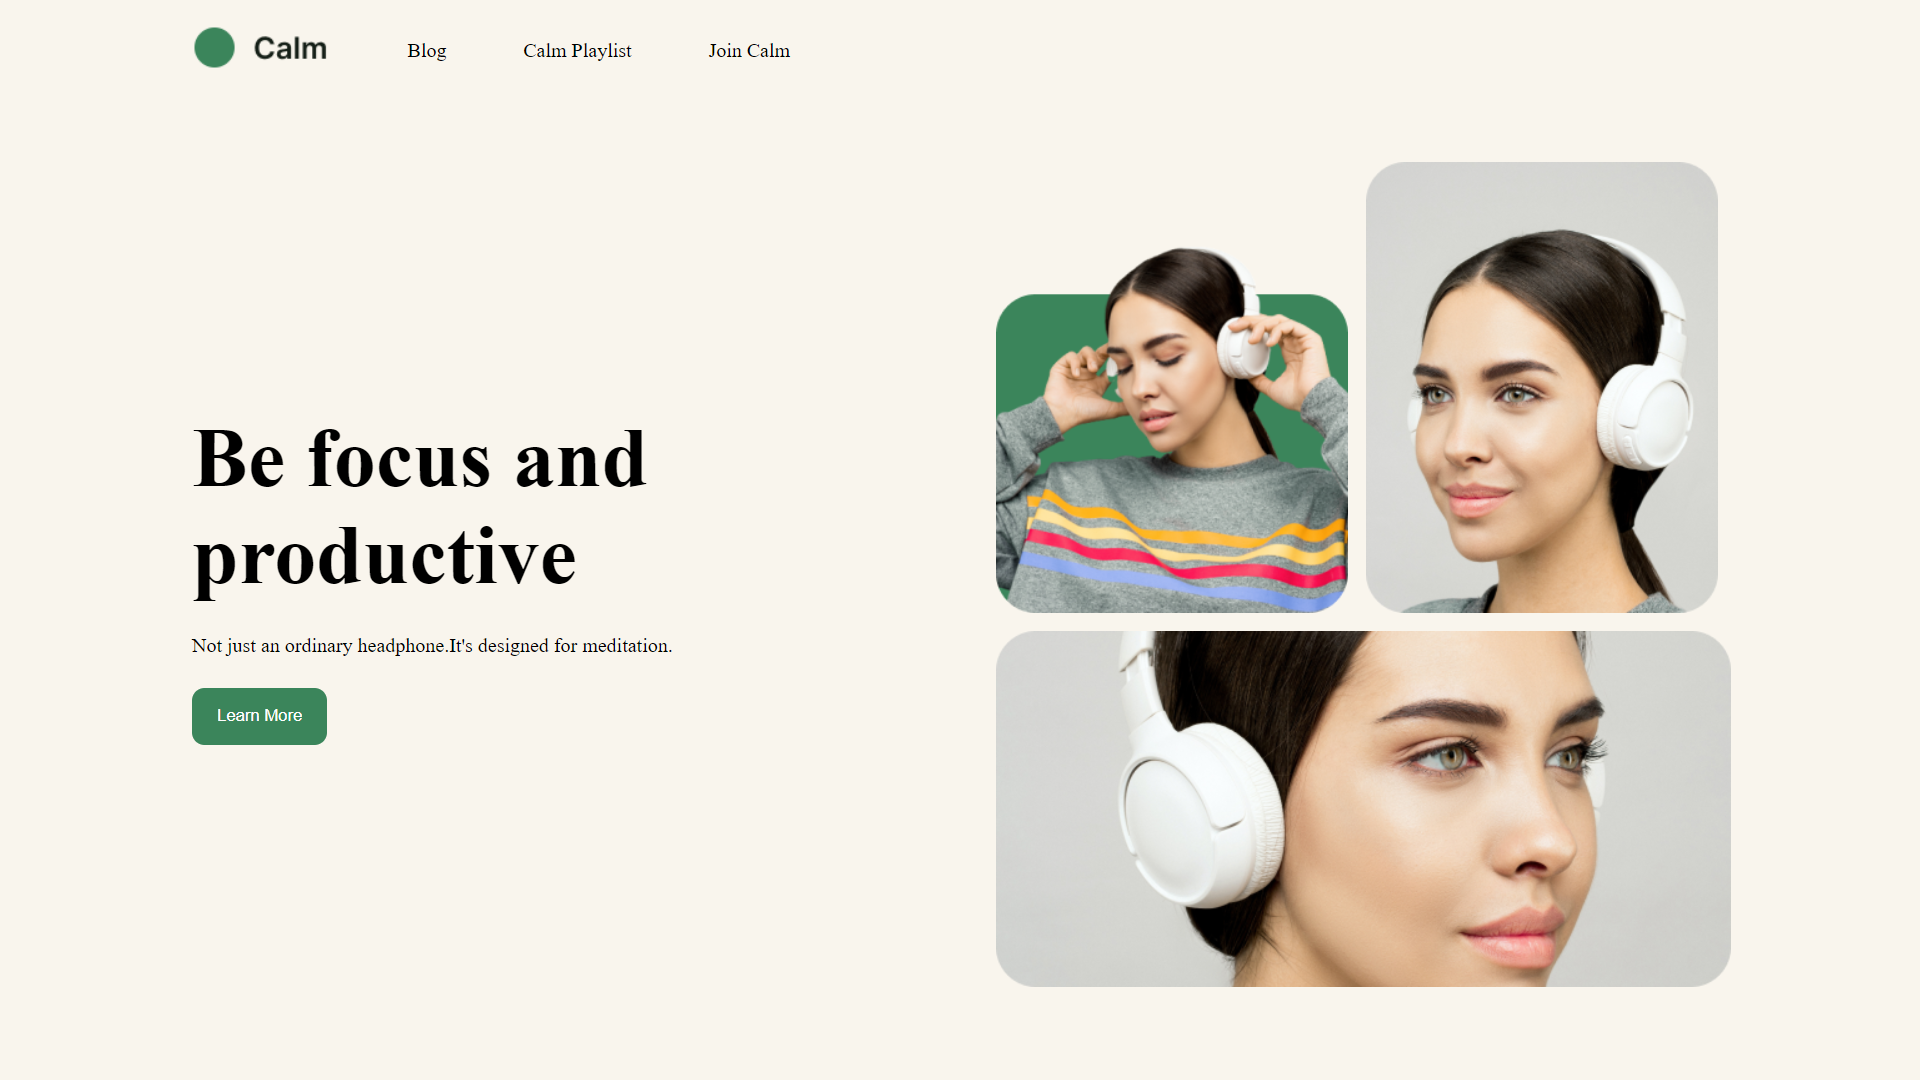 Calm
Blog
Calm Playlist
Join Calm
Be focus and
productive
Not just an ordinary headphone.It's designed for meditation.
Learn More